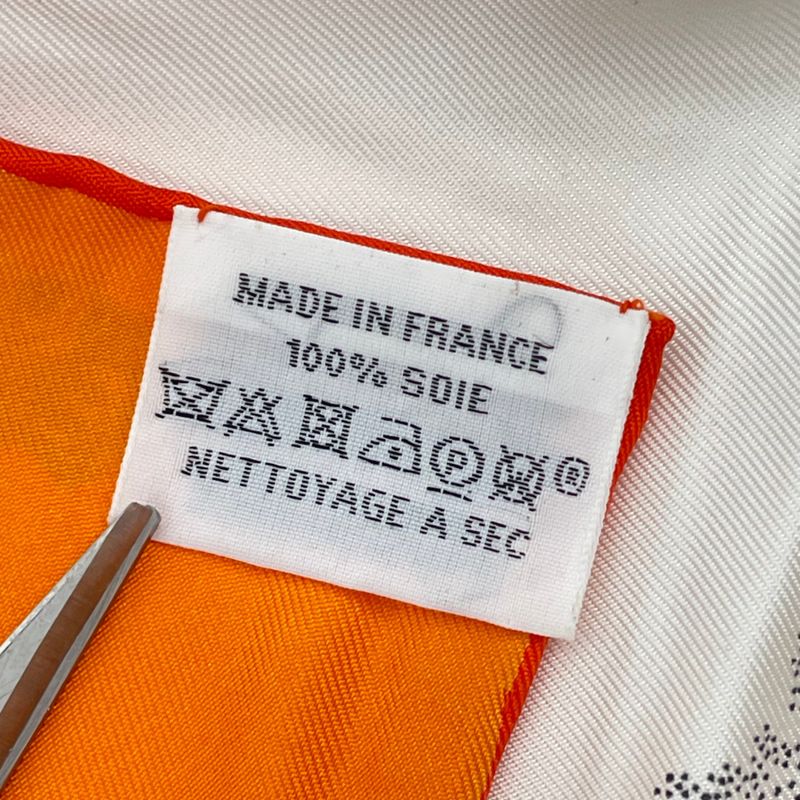 MADE IN FRANCE
100% SOIE
P ®
NETTOYAGE A SEC